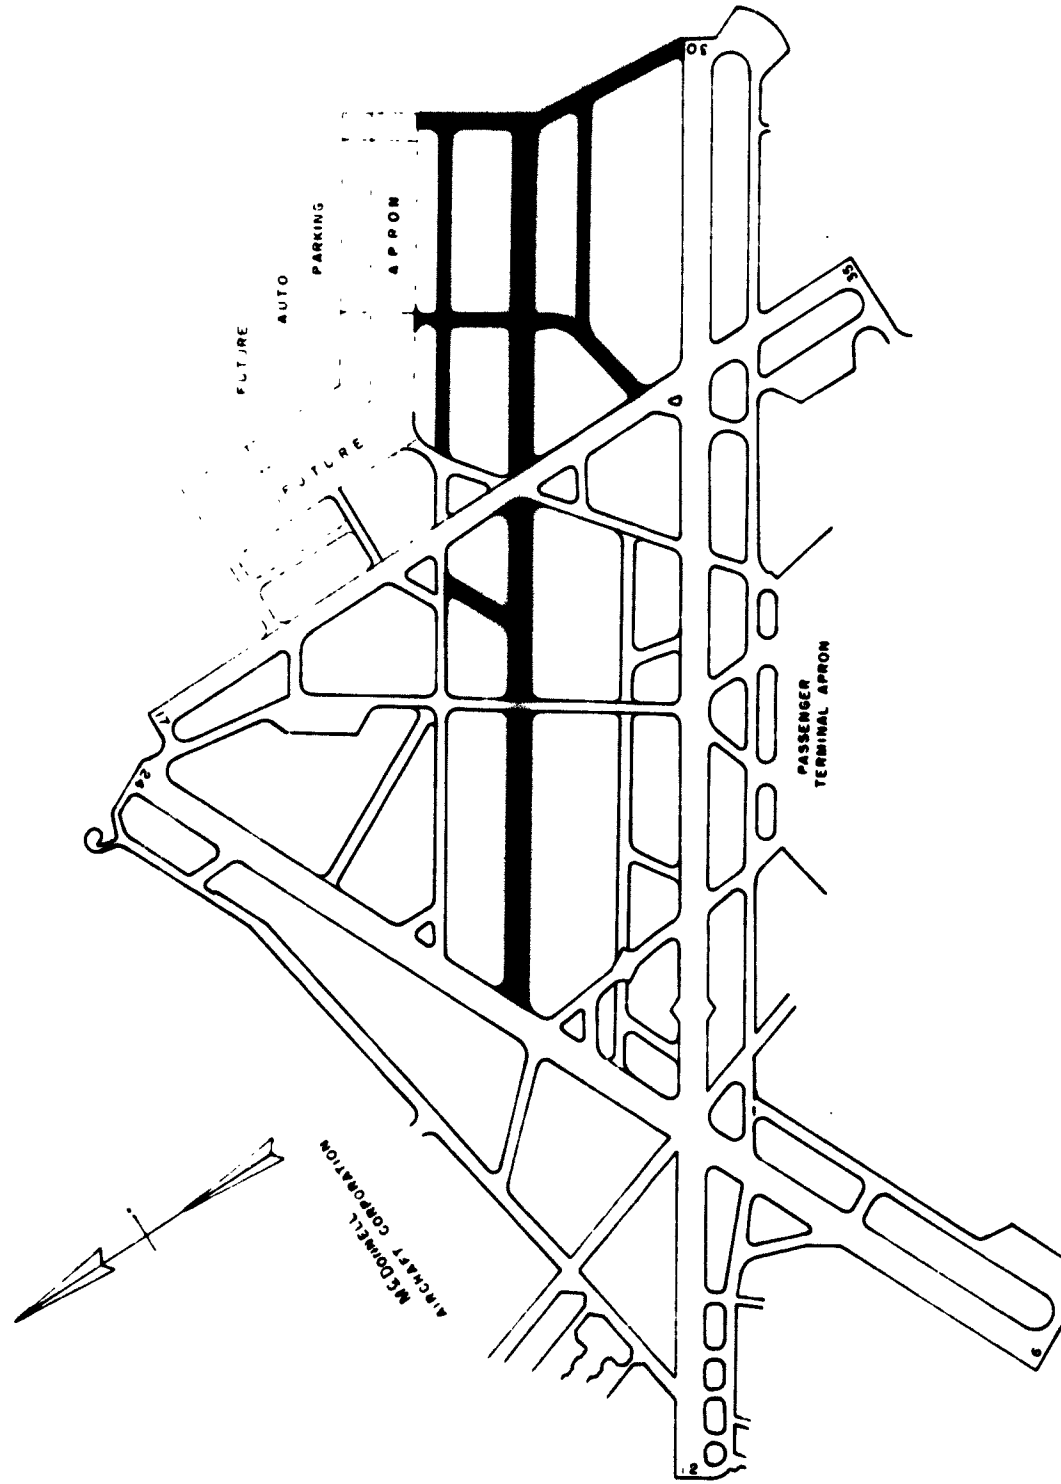 30
APRON
PARKING
AUTO
FUTURE
FUTURE
35
PASSENGER
TERMINAL APRON
17
24
McDONNELL
AIRCRAFT CORPORATION
6
12